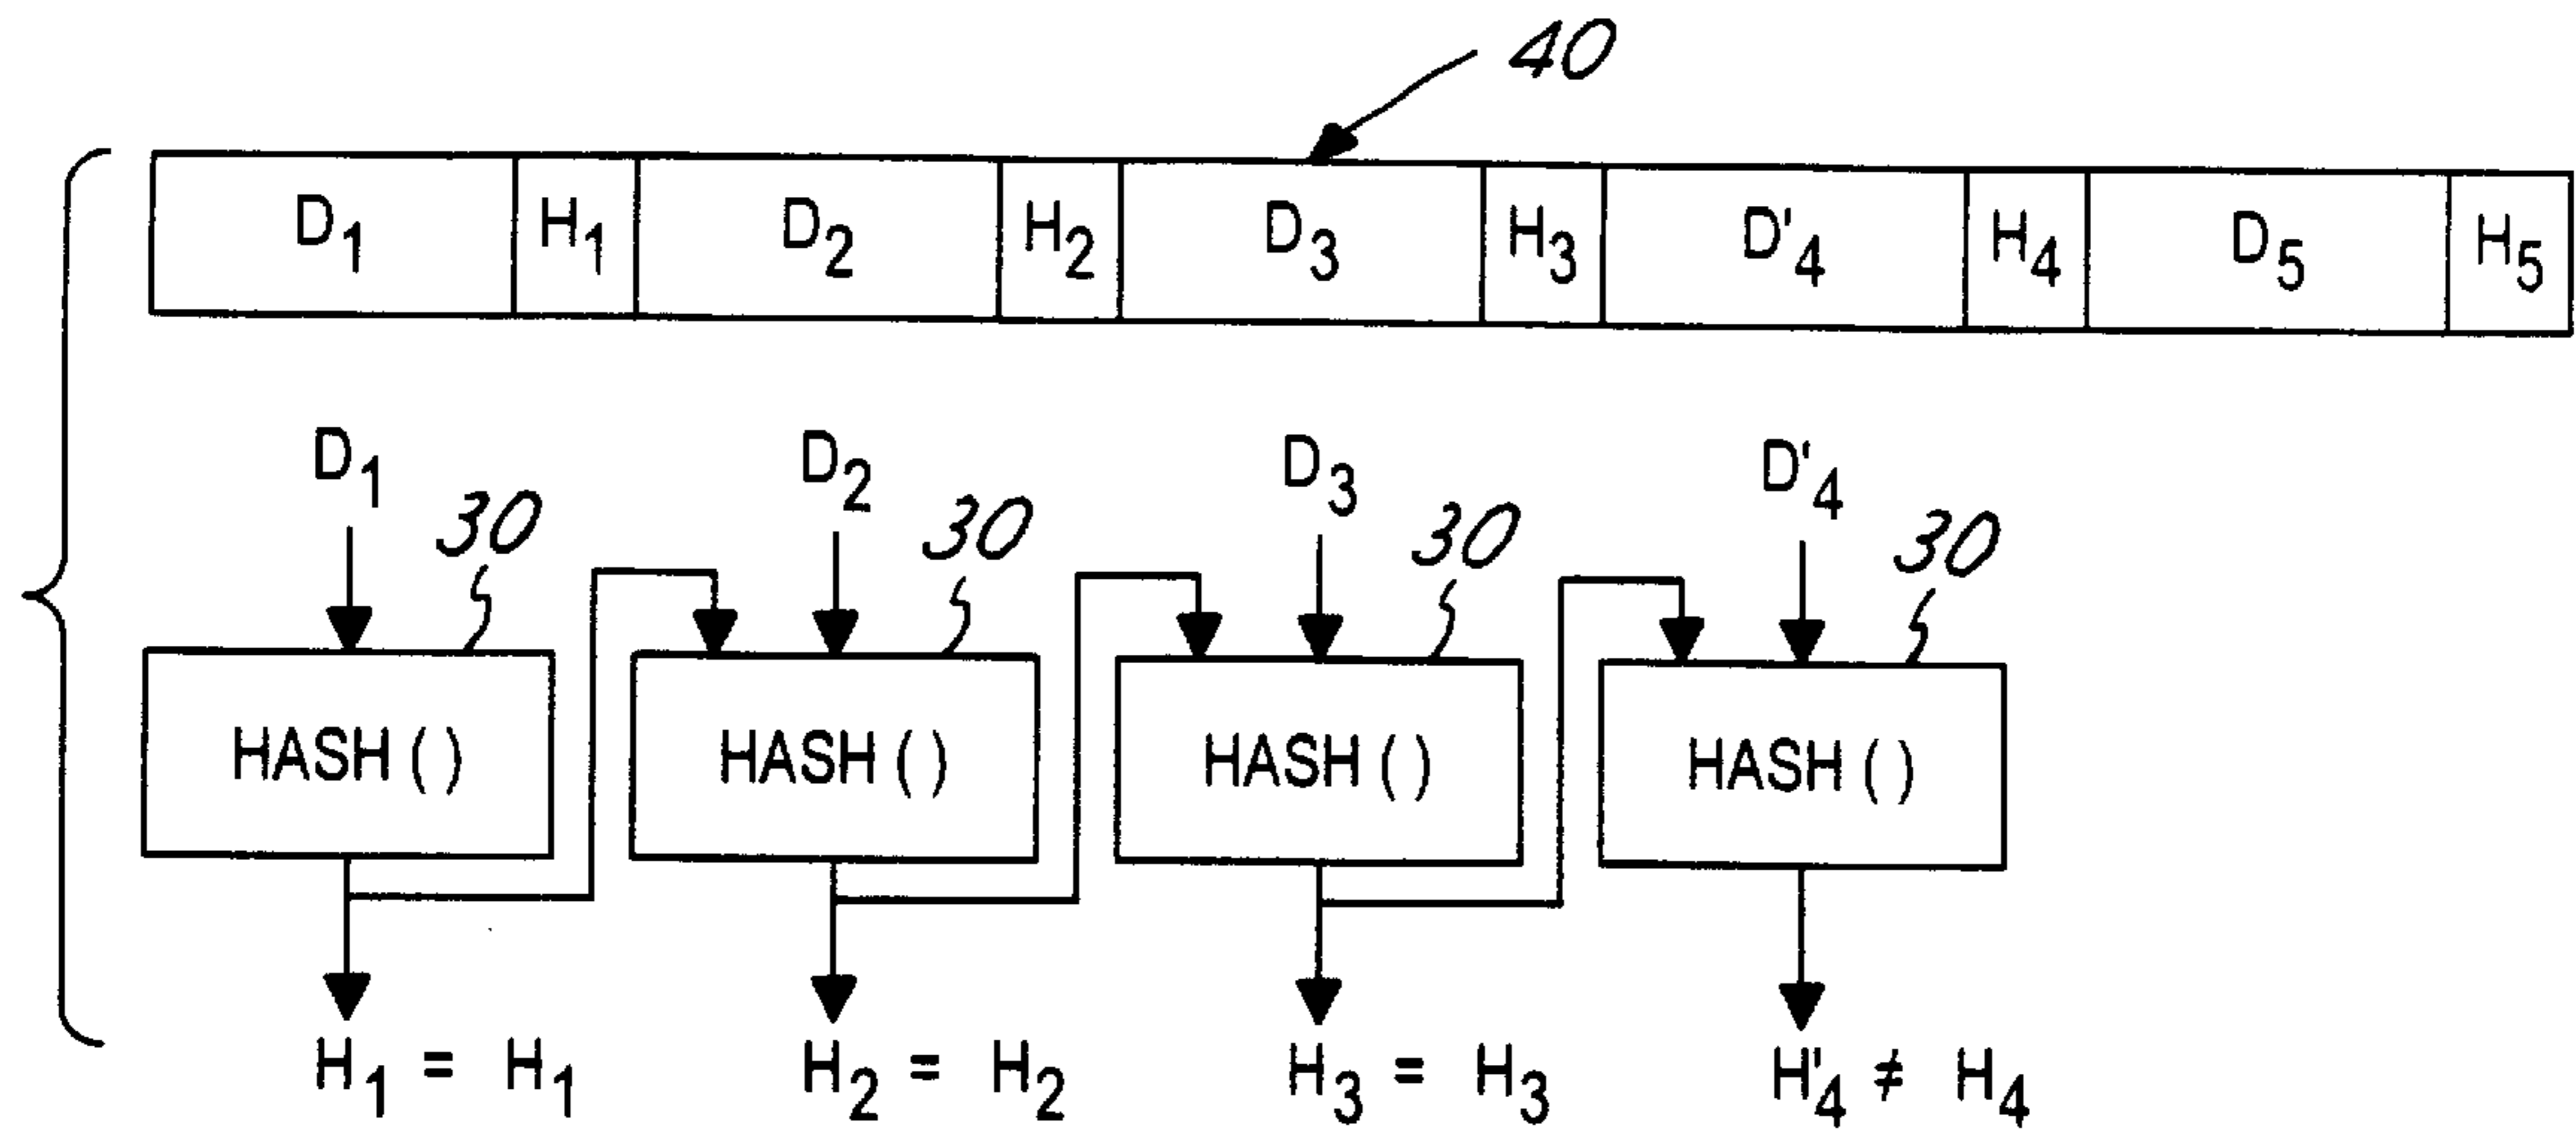 40
D1 H1 D2 H2 D3 H3 D'4 H4 D5 H5
D1 D2 D3 D'4
30 30 30 30
HASH ( ) HASH ( ) HASH ( ) HASH ( )
H1 = H1 H2 = H2 H3 = H3 H'4 ≠ H4